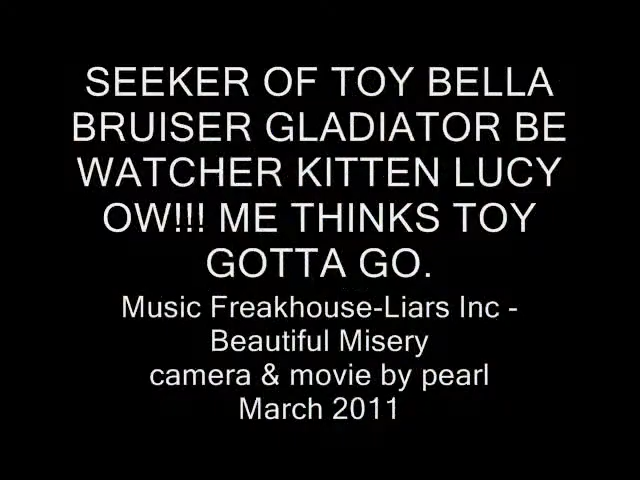 SEEKER OF TOY BELLA
BRUISER GLADIATOR BE
WATCHER KITTEN LUCY
OW!!! ME THINKS TOY
GOTTA GO.
Music Freakhouse-Liars Inc -
Beautiful Misery
camera & movie by pearl
March 2011